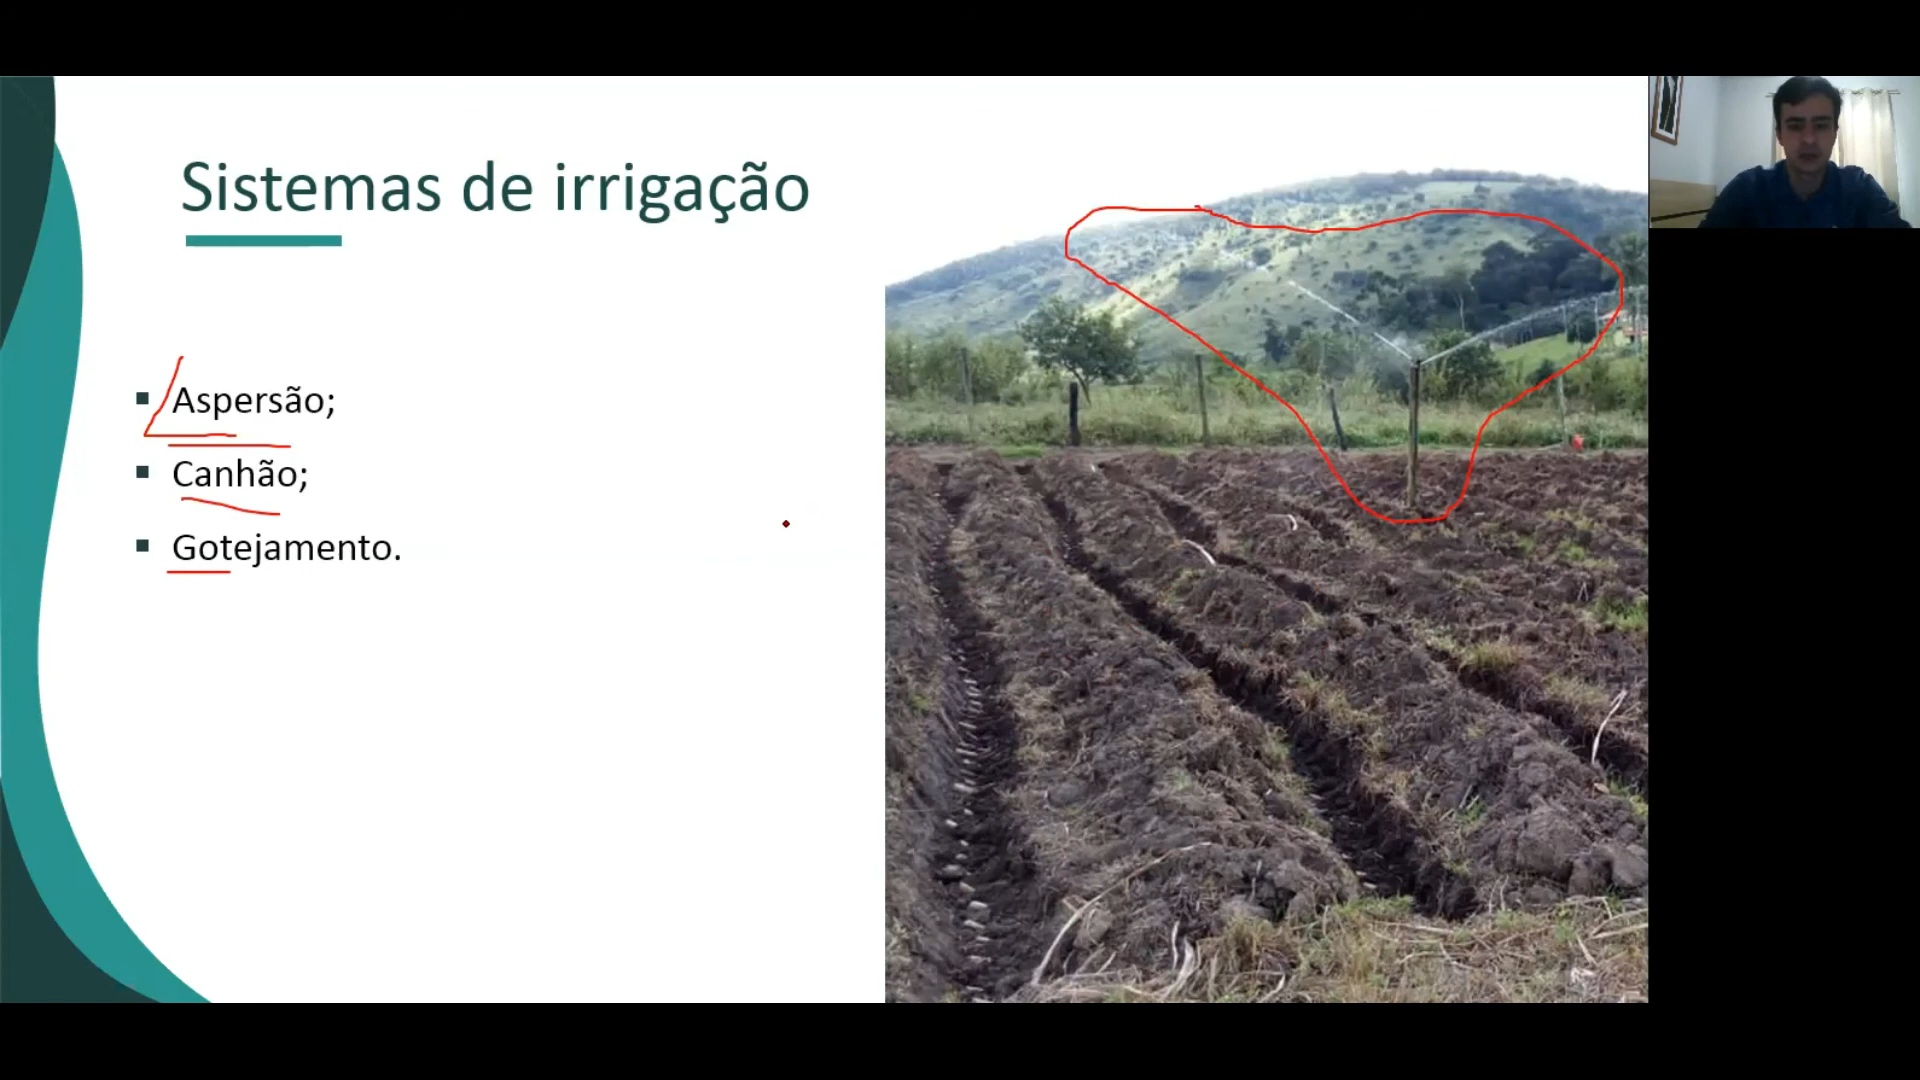 Sistemas de irrigação
Aspersão;
Canhão;
Gotejamento.